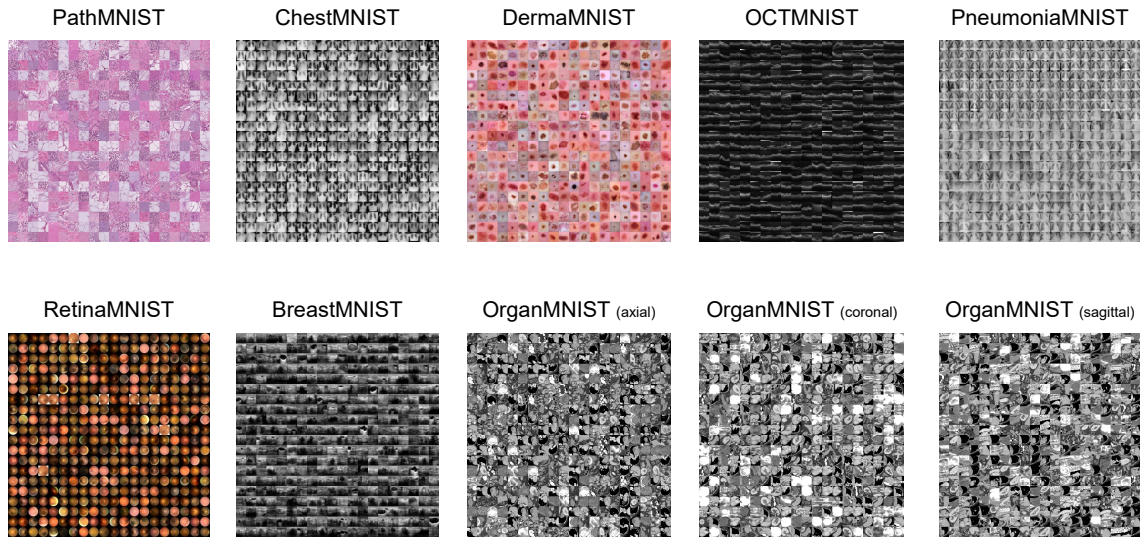 PathMNIST
ChestMNIST
DermaMNIST
OCTMNIST
PneumoniaMNIST
RetinaMNIST
BreastMNIST
OrganMNIST (axial)
OrganMNIST (coronal)
OrganMNIST (sagittal)